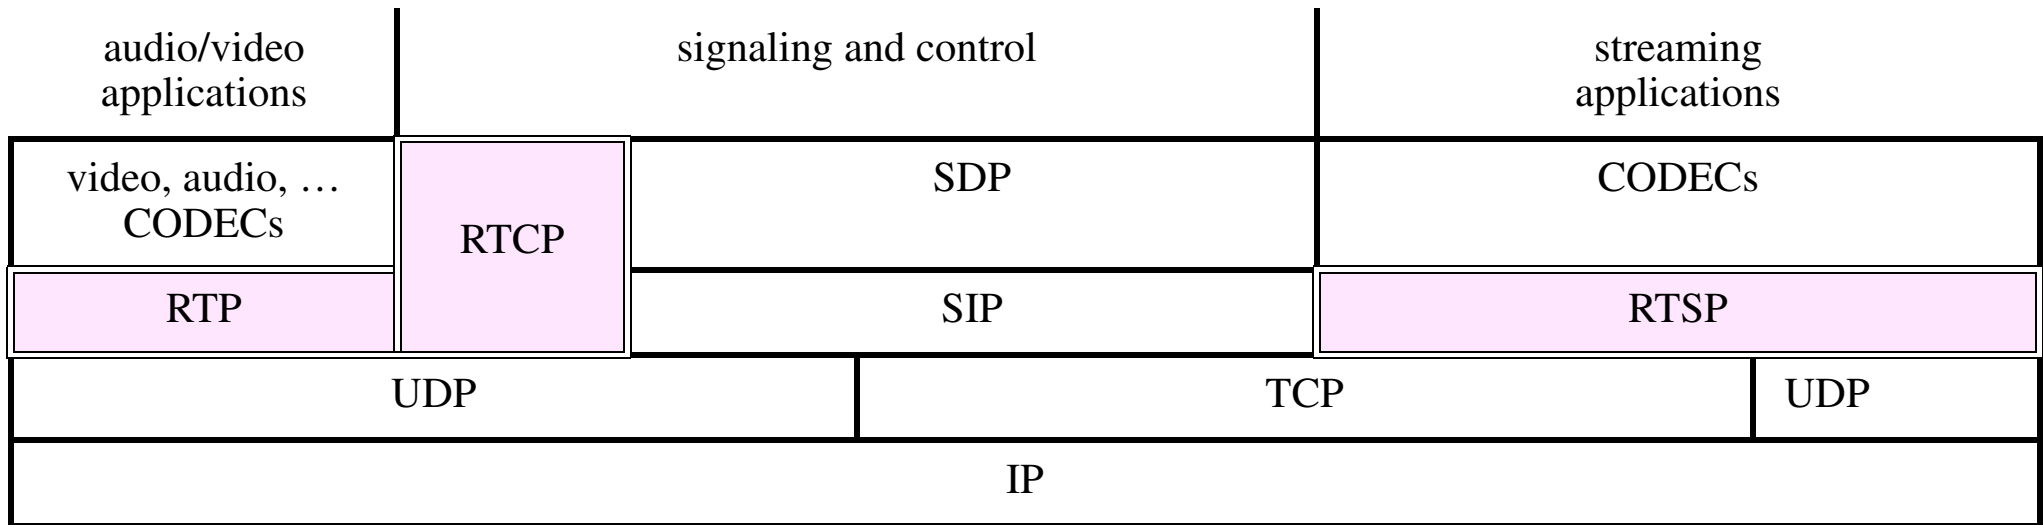 audio/video
applications
signaling and control
streaming
applications
video, audio, …
CODECs
RTCP
SDP
CODECs
RTP
SIP
RTSP
UDP
TCP
UDP
IP